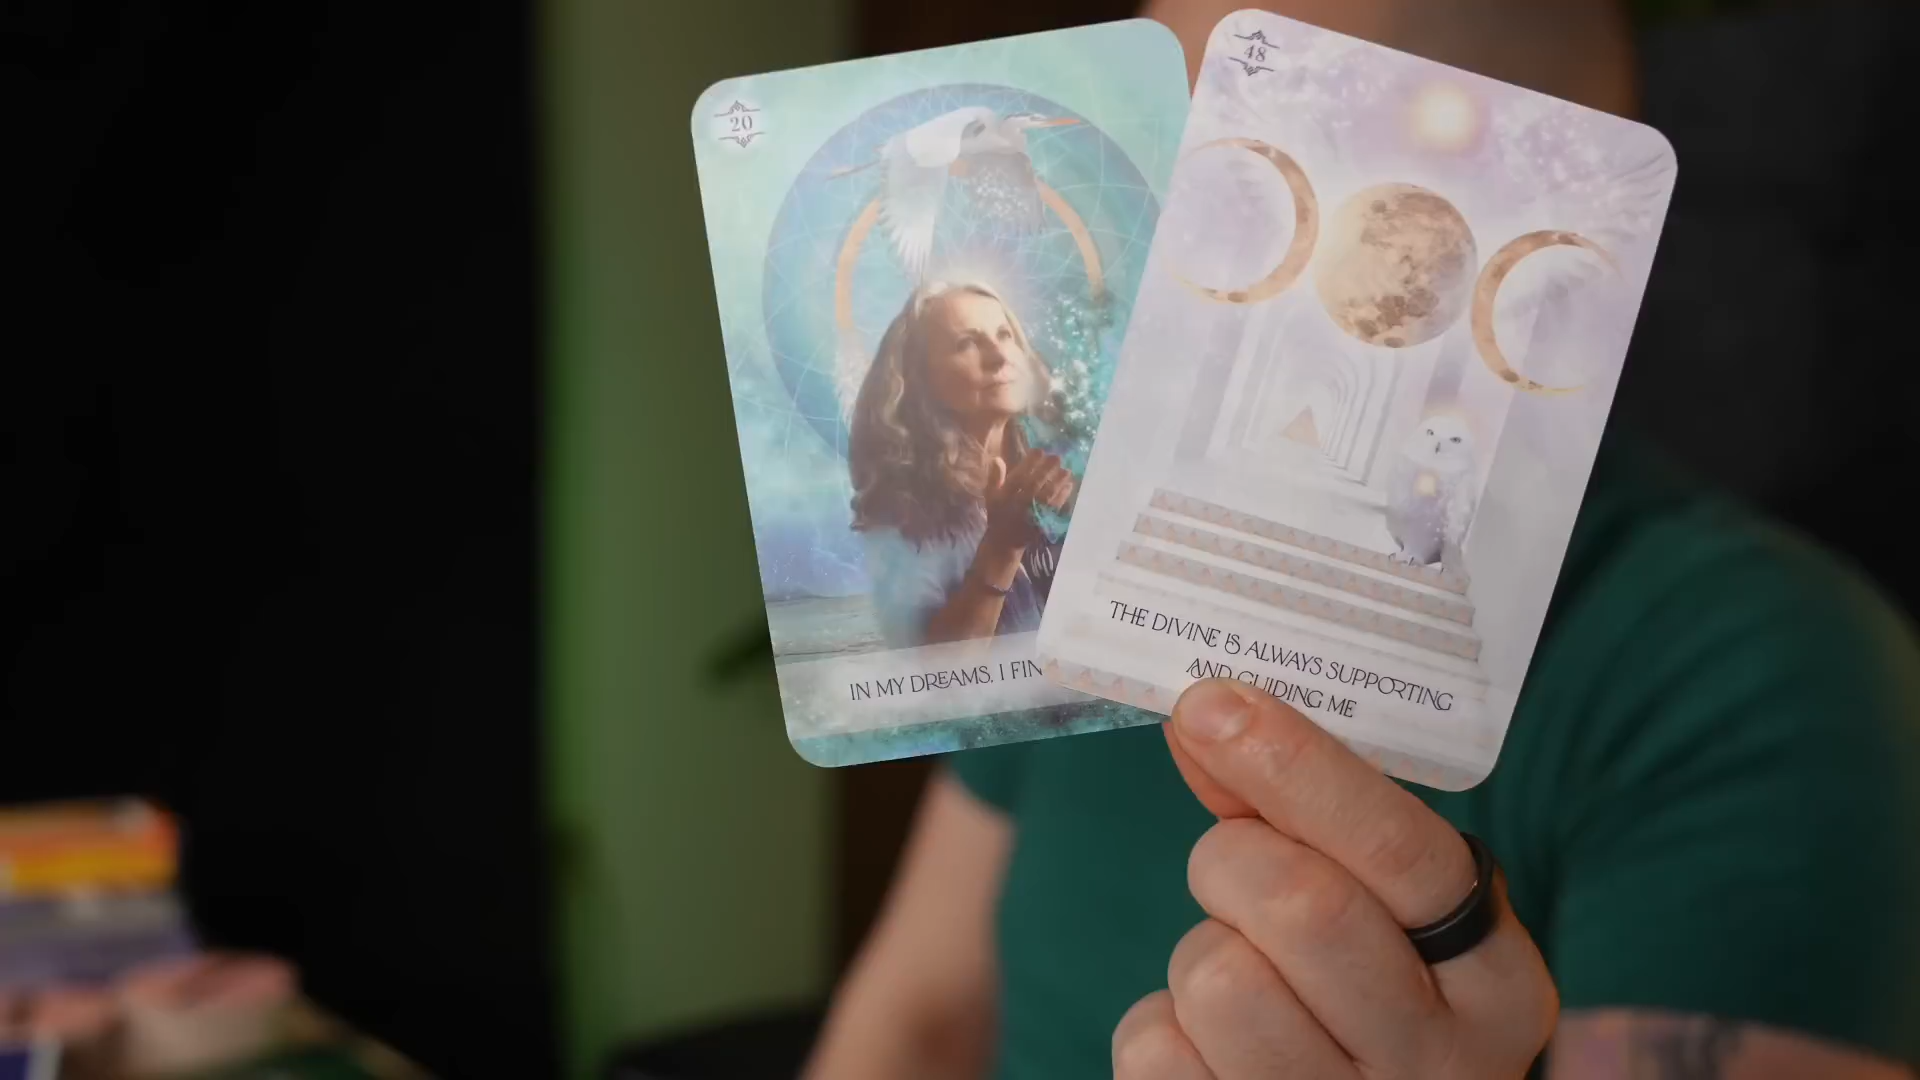 20
IN MY DREAMS, I FIN
48
THE DIVINE IS ALWAYS SUPPORTING
AND GUIDING ME